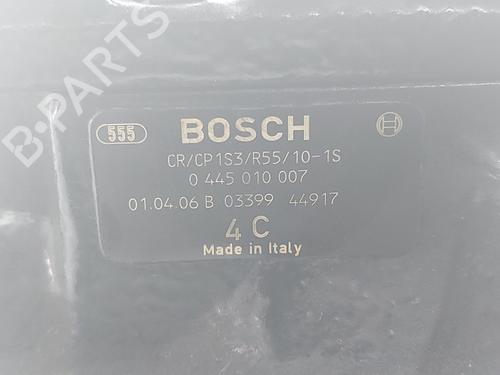 B-PARTS
555 BOSCH
CR/CP1S3/R55/10-1S
0 445 010 007
01.04.06 B 03399 44917
4 C
Made in Italy